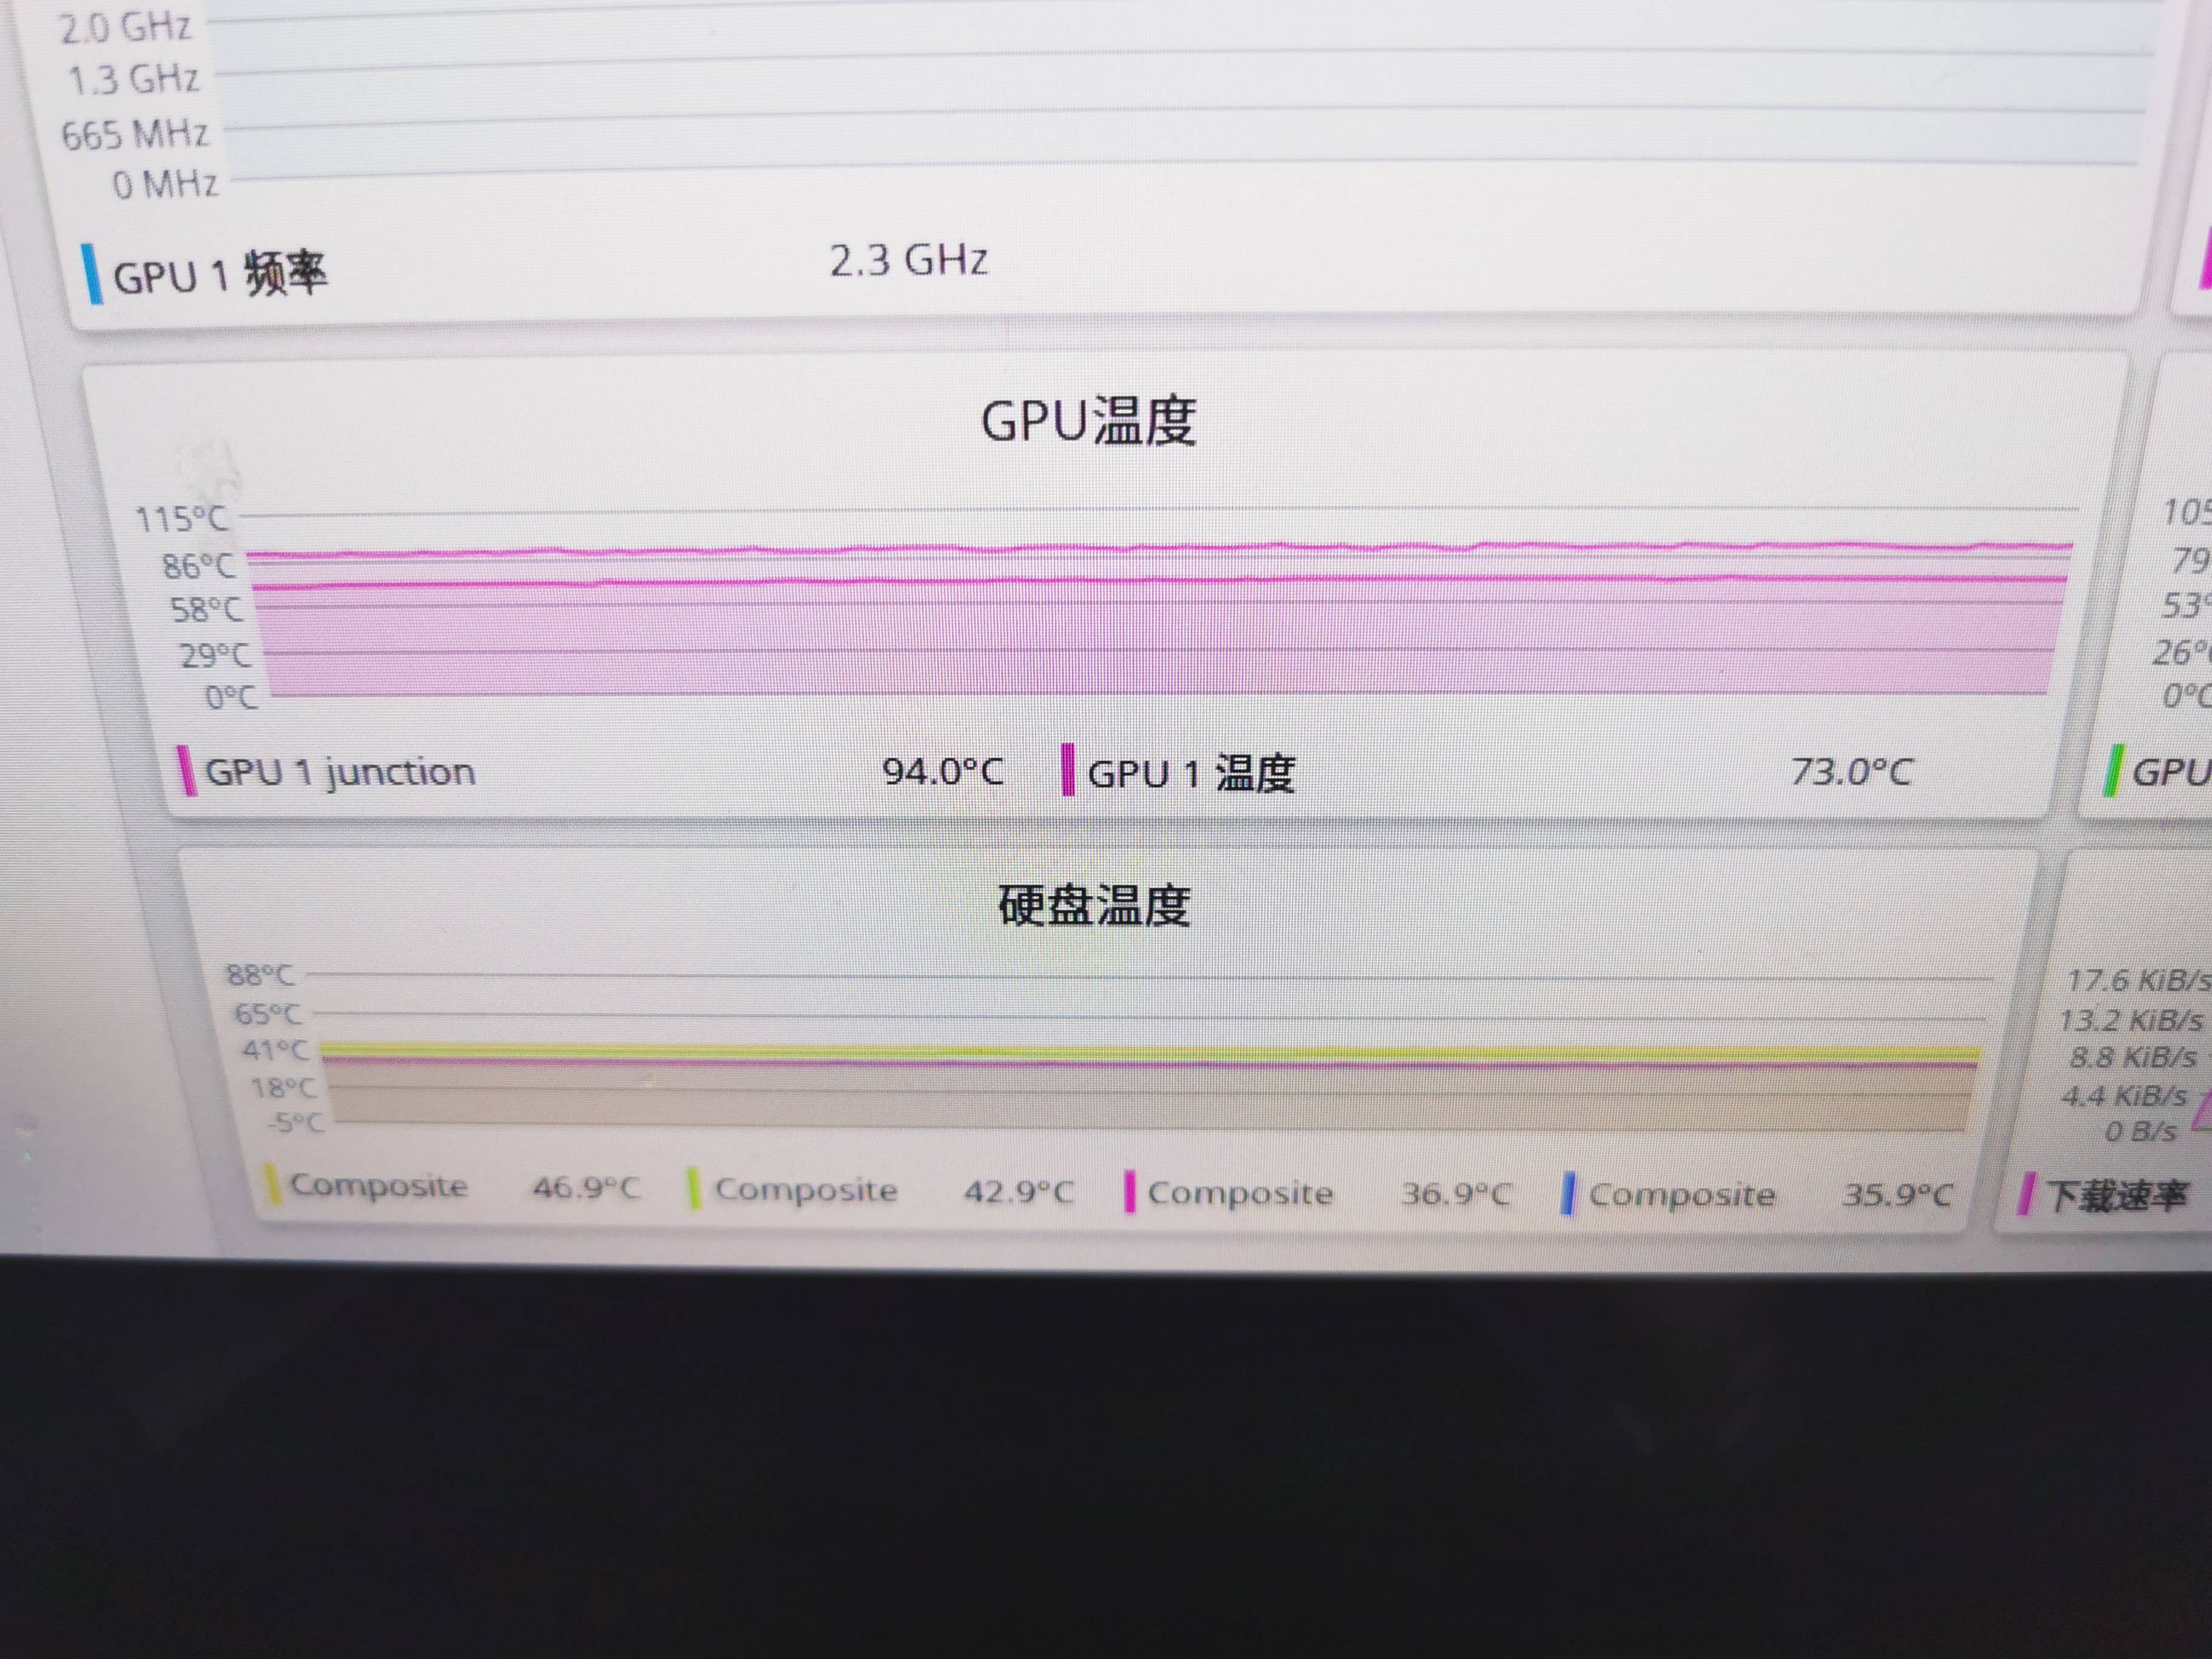 2.0 GHz
1.3 GHz
665 MHz
0 MHz
GPU 1 频率 2.3 GHz
GPU温度
115°C
86°C
58°C
29°C
0°C
GPU 1 junction 94.0°C GPU 1 温度 73.0°C
硬盘温度
88°C
65°C
41°C
18°C
-5°C
Composite 46.9°C Composite 42.9°C Composite 36.9°C Composite 35.9°C
105
79
53°
26°
0°C
GPU
17.6 KiB/s
13.2 KiB/s
8.8 KiB/s
4.4 KiB/s
0 B/s
下载速率